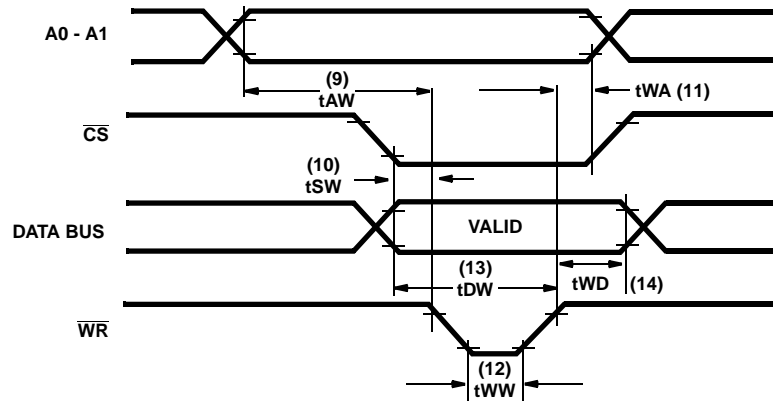 A0 - A1
(9)
tAW
tWA (11)
CS
(10)
tSW
DATA BUS
VALID
(13)
tDW
tWD (14)
WR
(12)
tWW